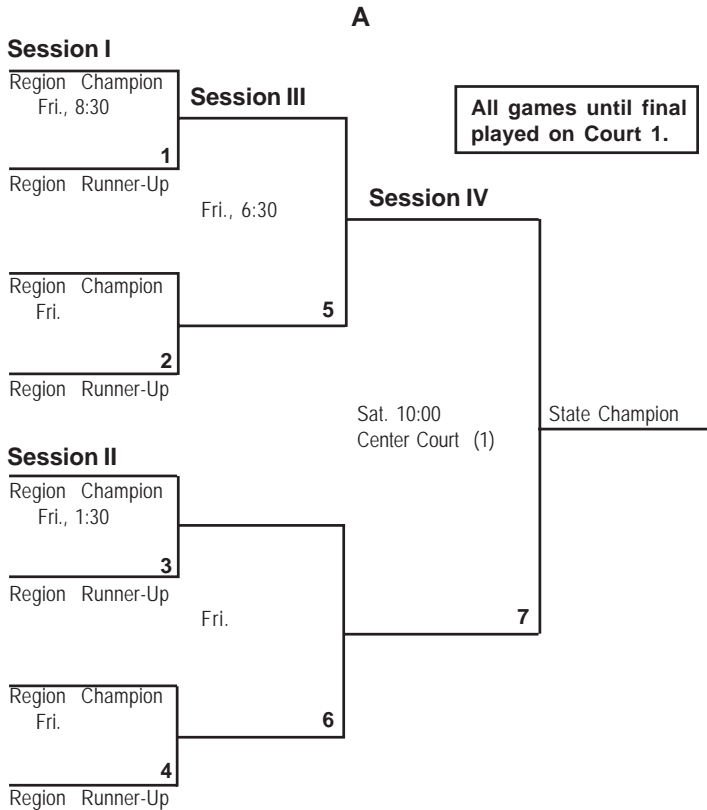 A
Session I
Region Champion
Fri., 8:30
1
Region Runner-Up
Session III
Fri., 6:30
All games until final
played on Court 1.
Session IV
Region Champion
Fri.
2
Region Runner-Up
5
Sat. 10:00
Center Court (1)
State Champion
Session II
Region Champion
Fri., 1:30
3
Region Runner-Up
Fri.
7
Region Champion
Fri.
4
Region Runner-Up
6